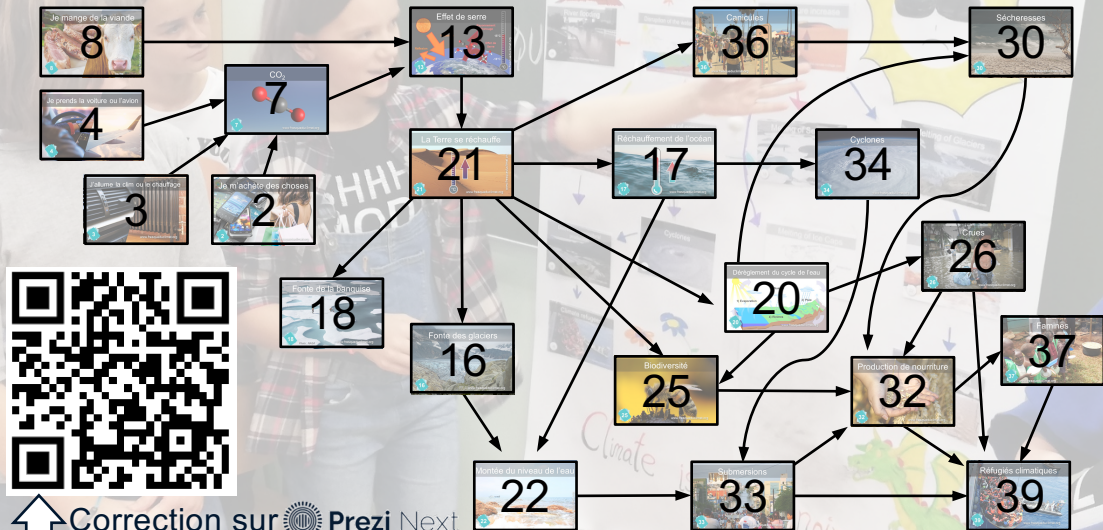 Je mange de la viande
8
Effet de serre
13
Canicules
36
Sécheresses
30
Je prends la voiture ou l'avion
4
CO₂
7
La Terre se réchauffe
21
Réchauffement de l'océan
17
Cyclones
34
J'allume la clim ou le chauffage
3
Je m'achète des choses
2
Crues
26
Dérèglement du cycle de l'eau
20
Fonte de la banquise
18
Fonte des glaciers
16
Biodiversité
25
Production de nourriture
32
Famines
37
Montée du niveau de l'eau
22
Submersions
33
Réfugiés climatiques
39
Climate
Correction sur Prezi Next